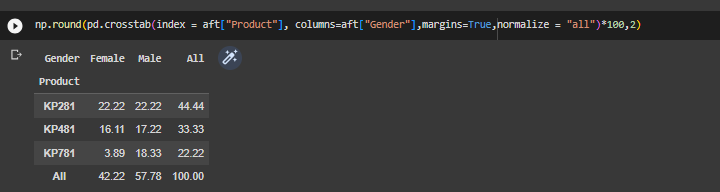 np.round(pd.crosstab(index = aft["Product"], columns=aft["Gender"],margins=True,normalize = "all")*100,2)
Gender Female Male All
Product
KP281 22.22 22.22 44.44
KP481 16.11 17.22 33.33
KP781 3.89 18.33 22.22
All 42.22 57.78 100.00